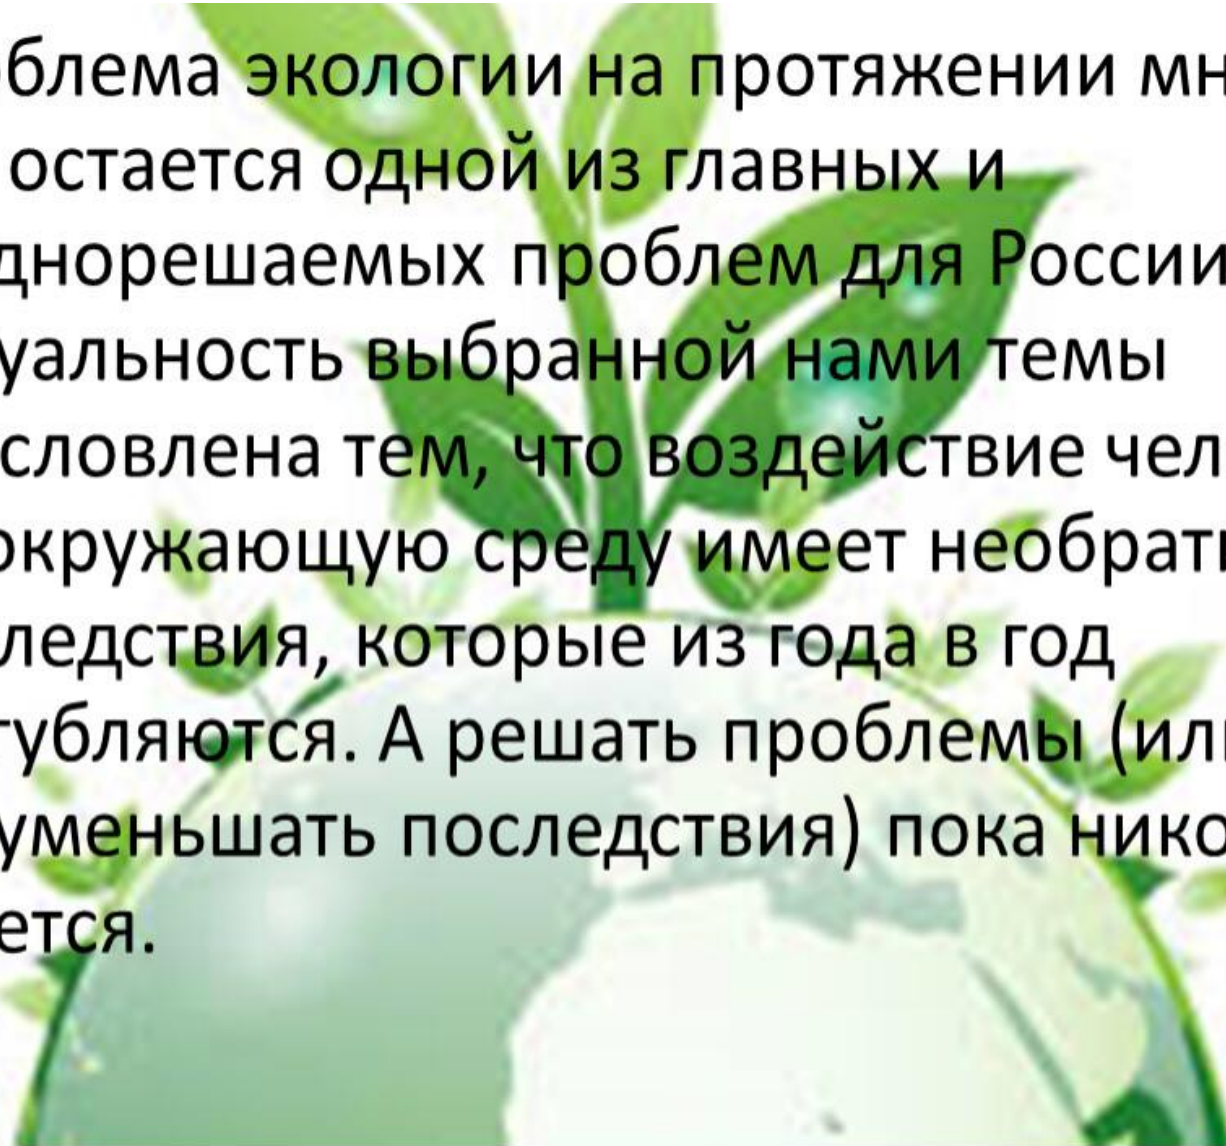 блема экологии на протяжении мн
остается одной из главных и
днорешаемых проблем для России
уальность выбранной нами темы
словлена тем, что воздействие чел
окружающую среду имеет необрат
ледствия, которые из года в год
губляются. А решать проблемы (или
уменьшать последствия) пока нико
ется.